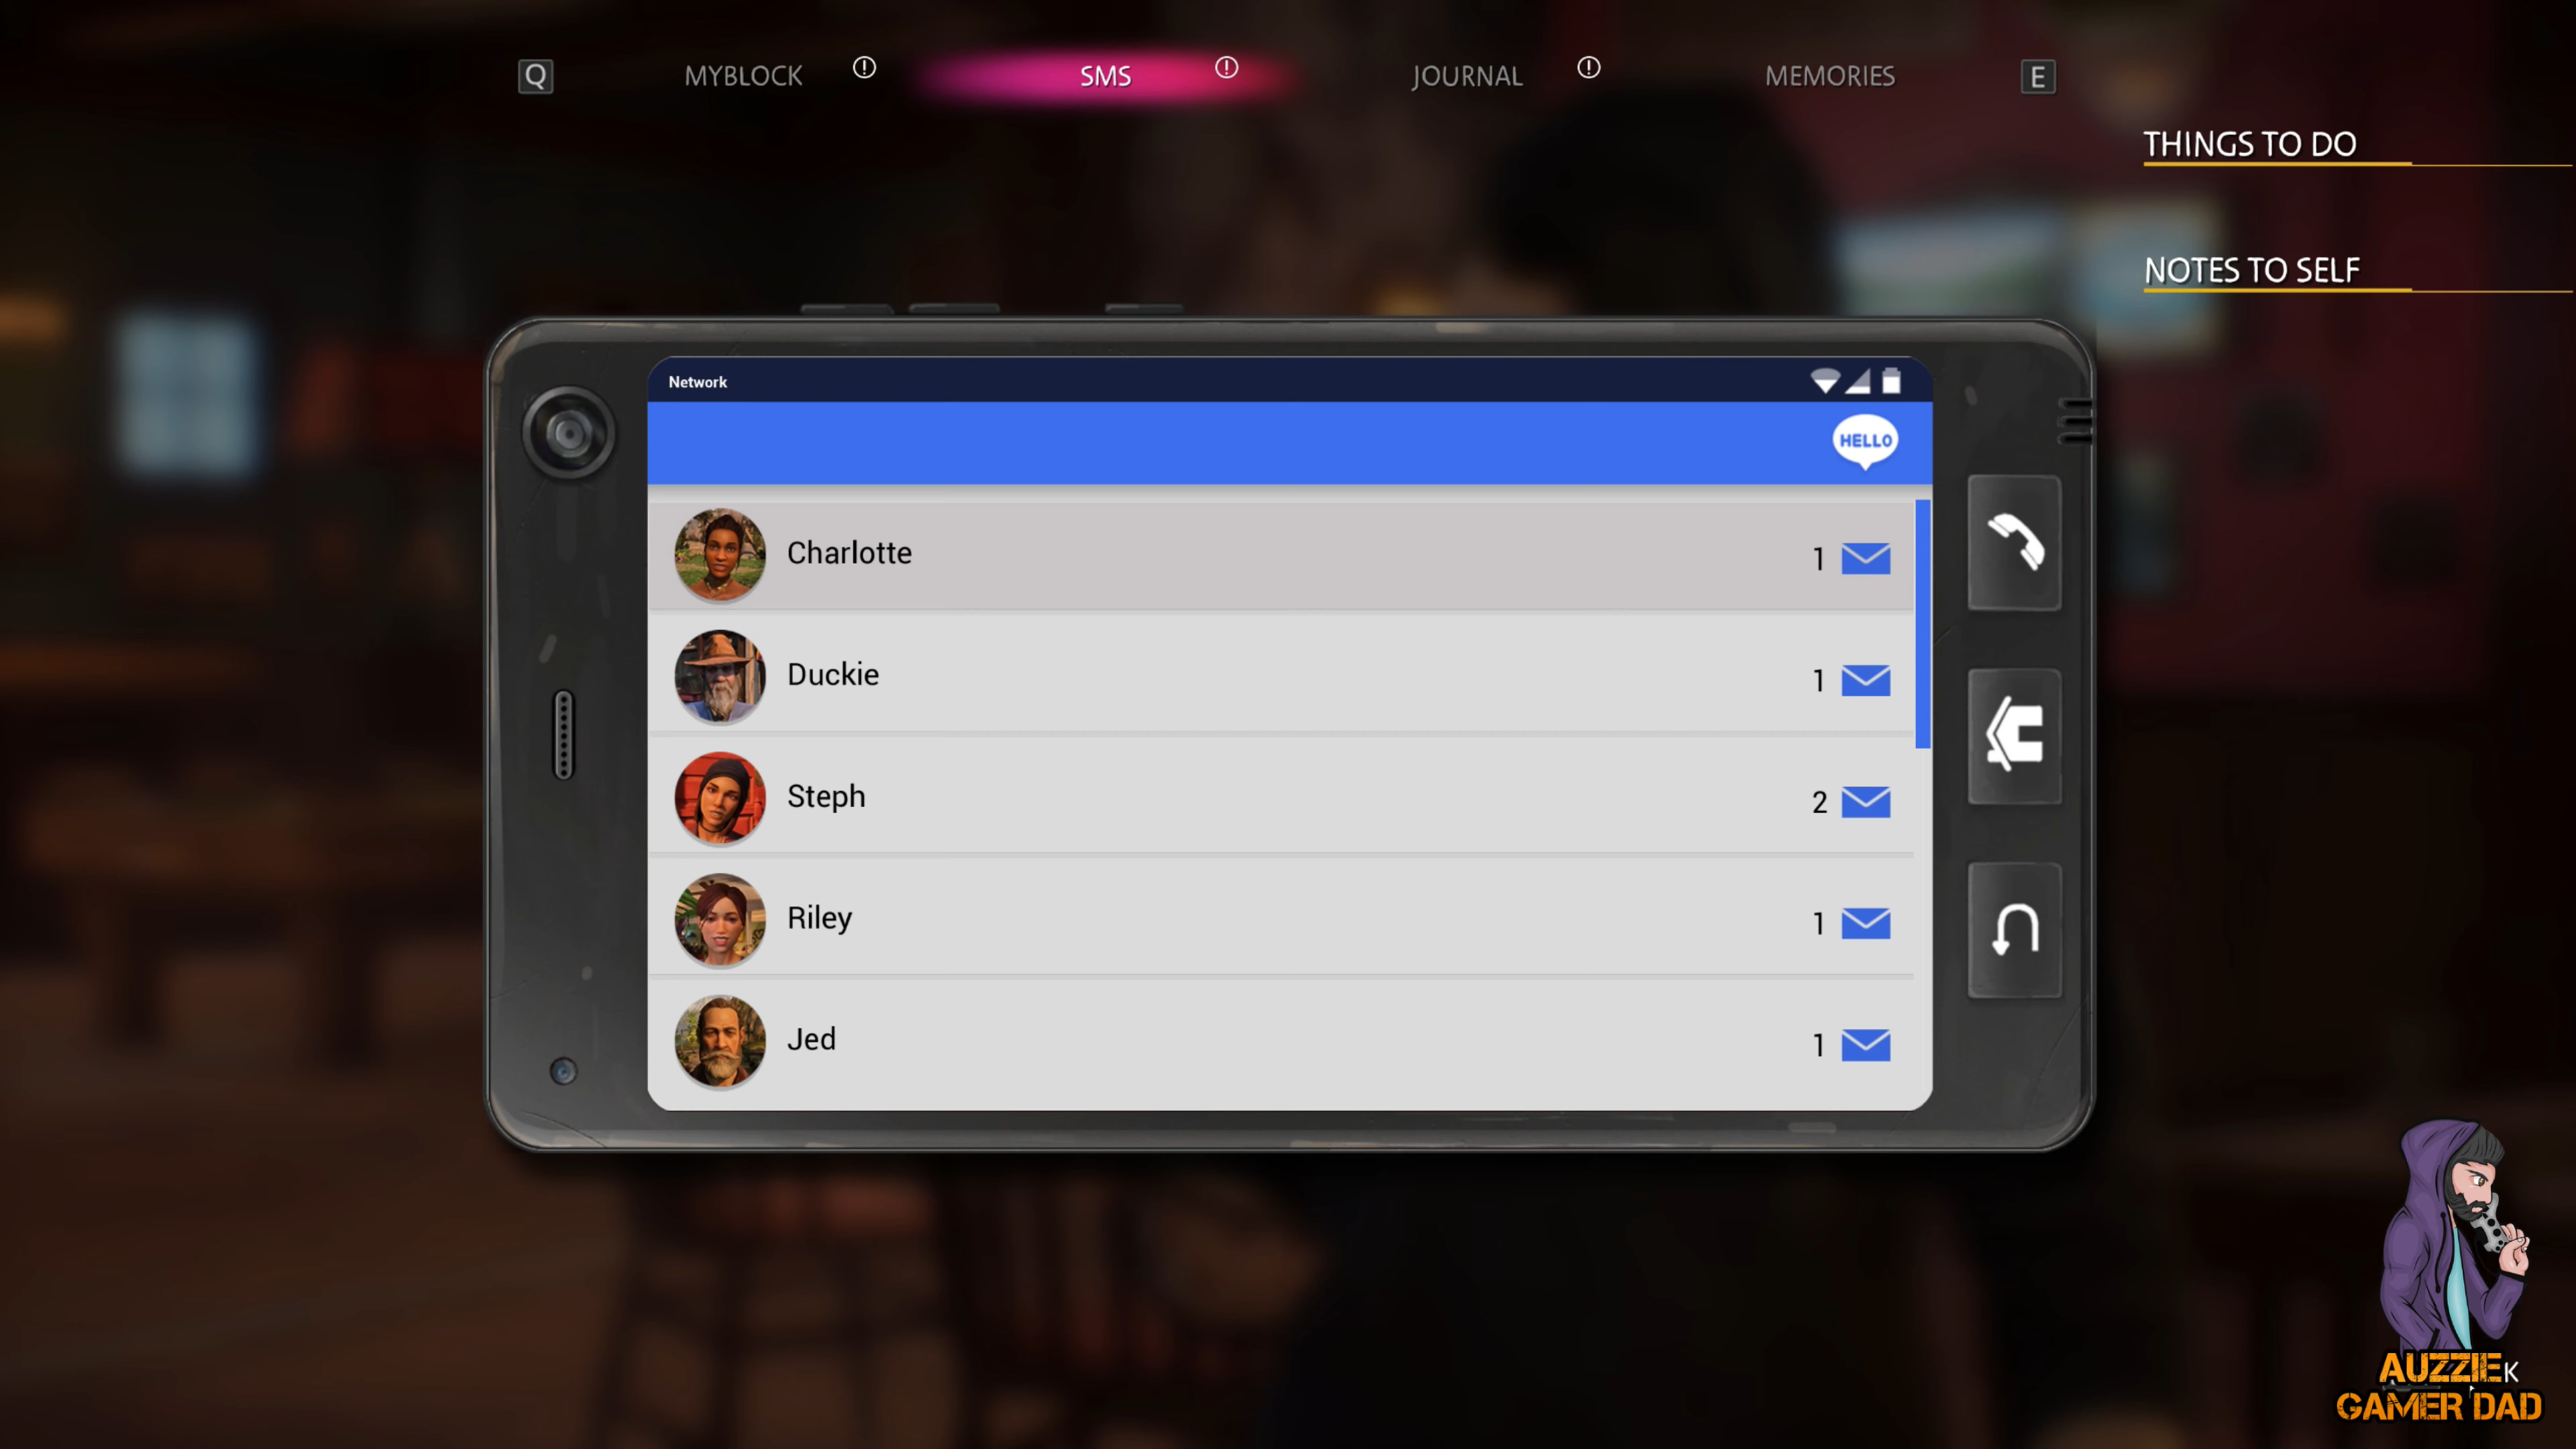 Q
MYBLOCK
SMS
JOURNAL
MEMORIES
E
THINGS TO DO
NOTES TO SELF
Network
HELLO
Charlotte
1
Duckie
1
Steph
2
Riley
1
Jed
1
AUZZIE
GAMER DAD